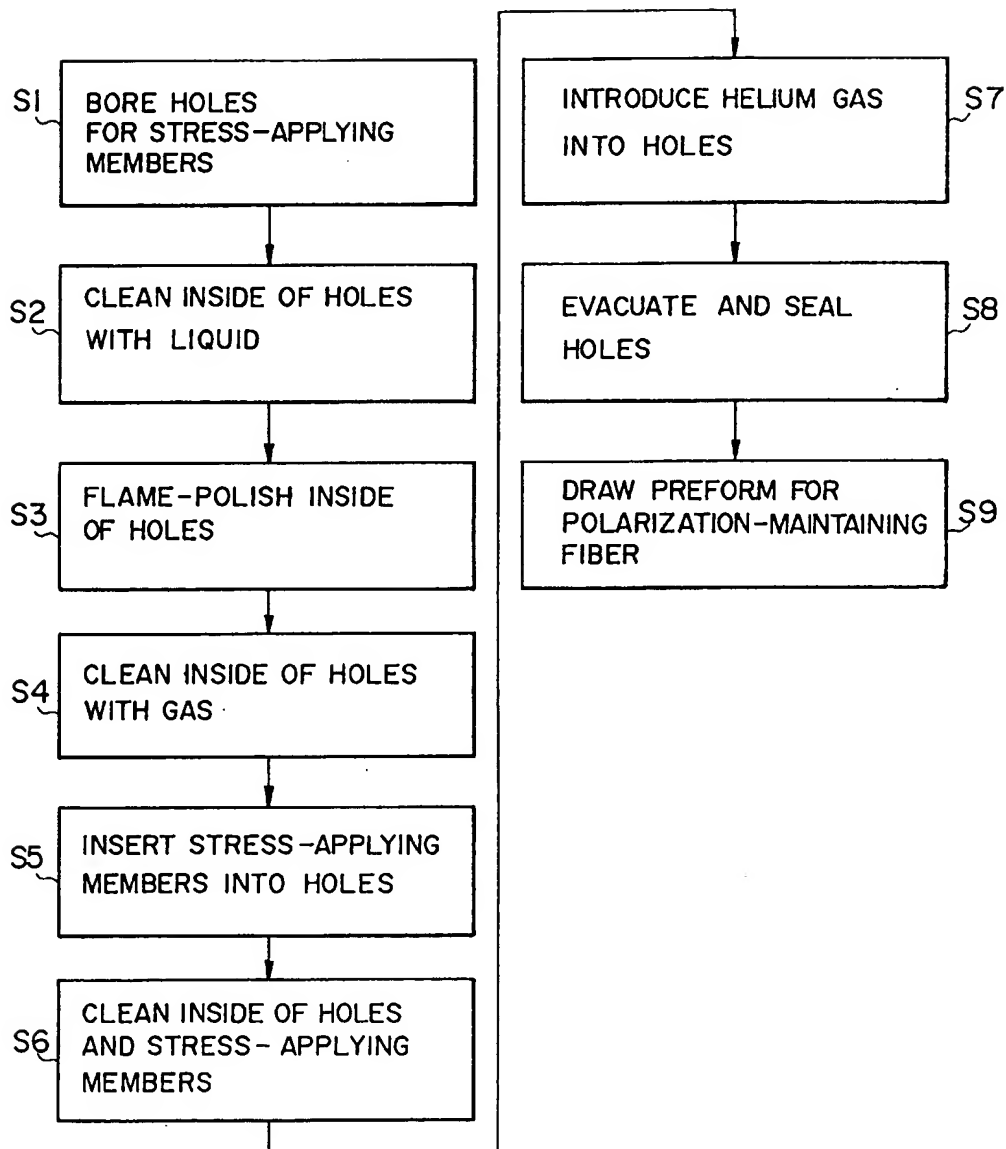 S1
BORE HOLES
FOR STRESS-APPLYING
MEMBERS
S2
CLEAN INSIDE OF HOLES
WITH LIQUID
S3
FLAME-POLISH INSIDE
OF HOLES
S4
CLEAN INSIDE OF HOLES
WITH GAS
S5
INSERT STRESS-APPLYING
MEMBERS INTO HOLES
S6
CLEAN INSIDE OF HOLES
AND STRESS-APPLYING
MEMBERS
S7
INTRODUCE HELIUM GAS
INTO HOLES
S8
EVACUATE AND SEAL
HOLES
S9
DRAW PREFORM FOR
POLARIZATION-MAINTAINING
FIBER